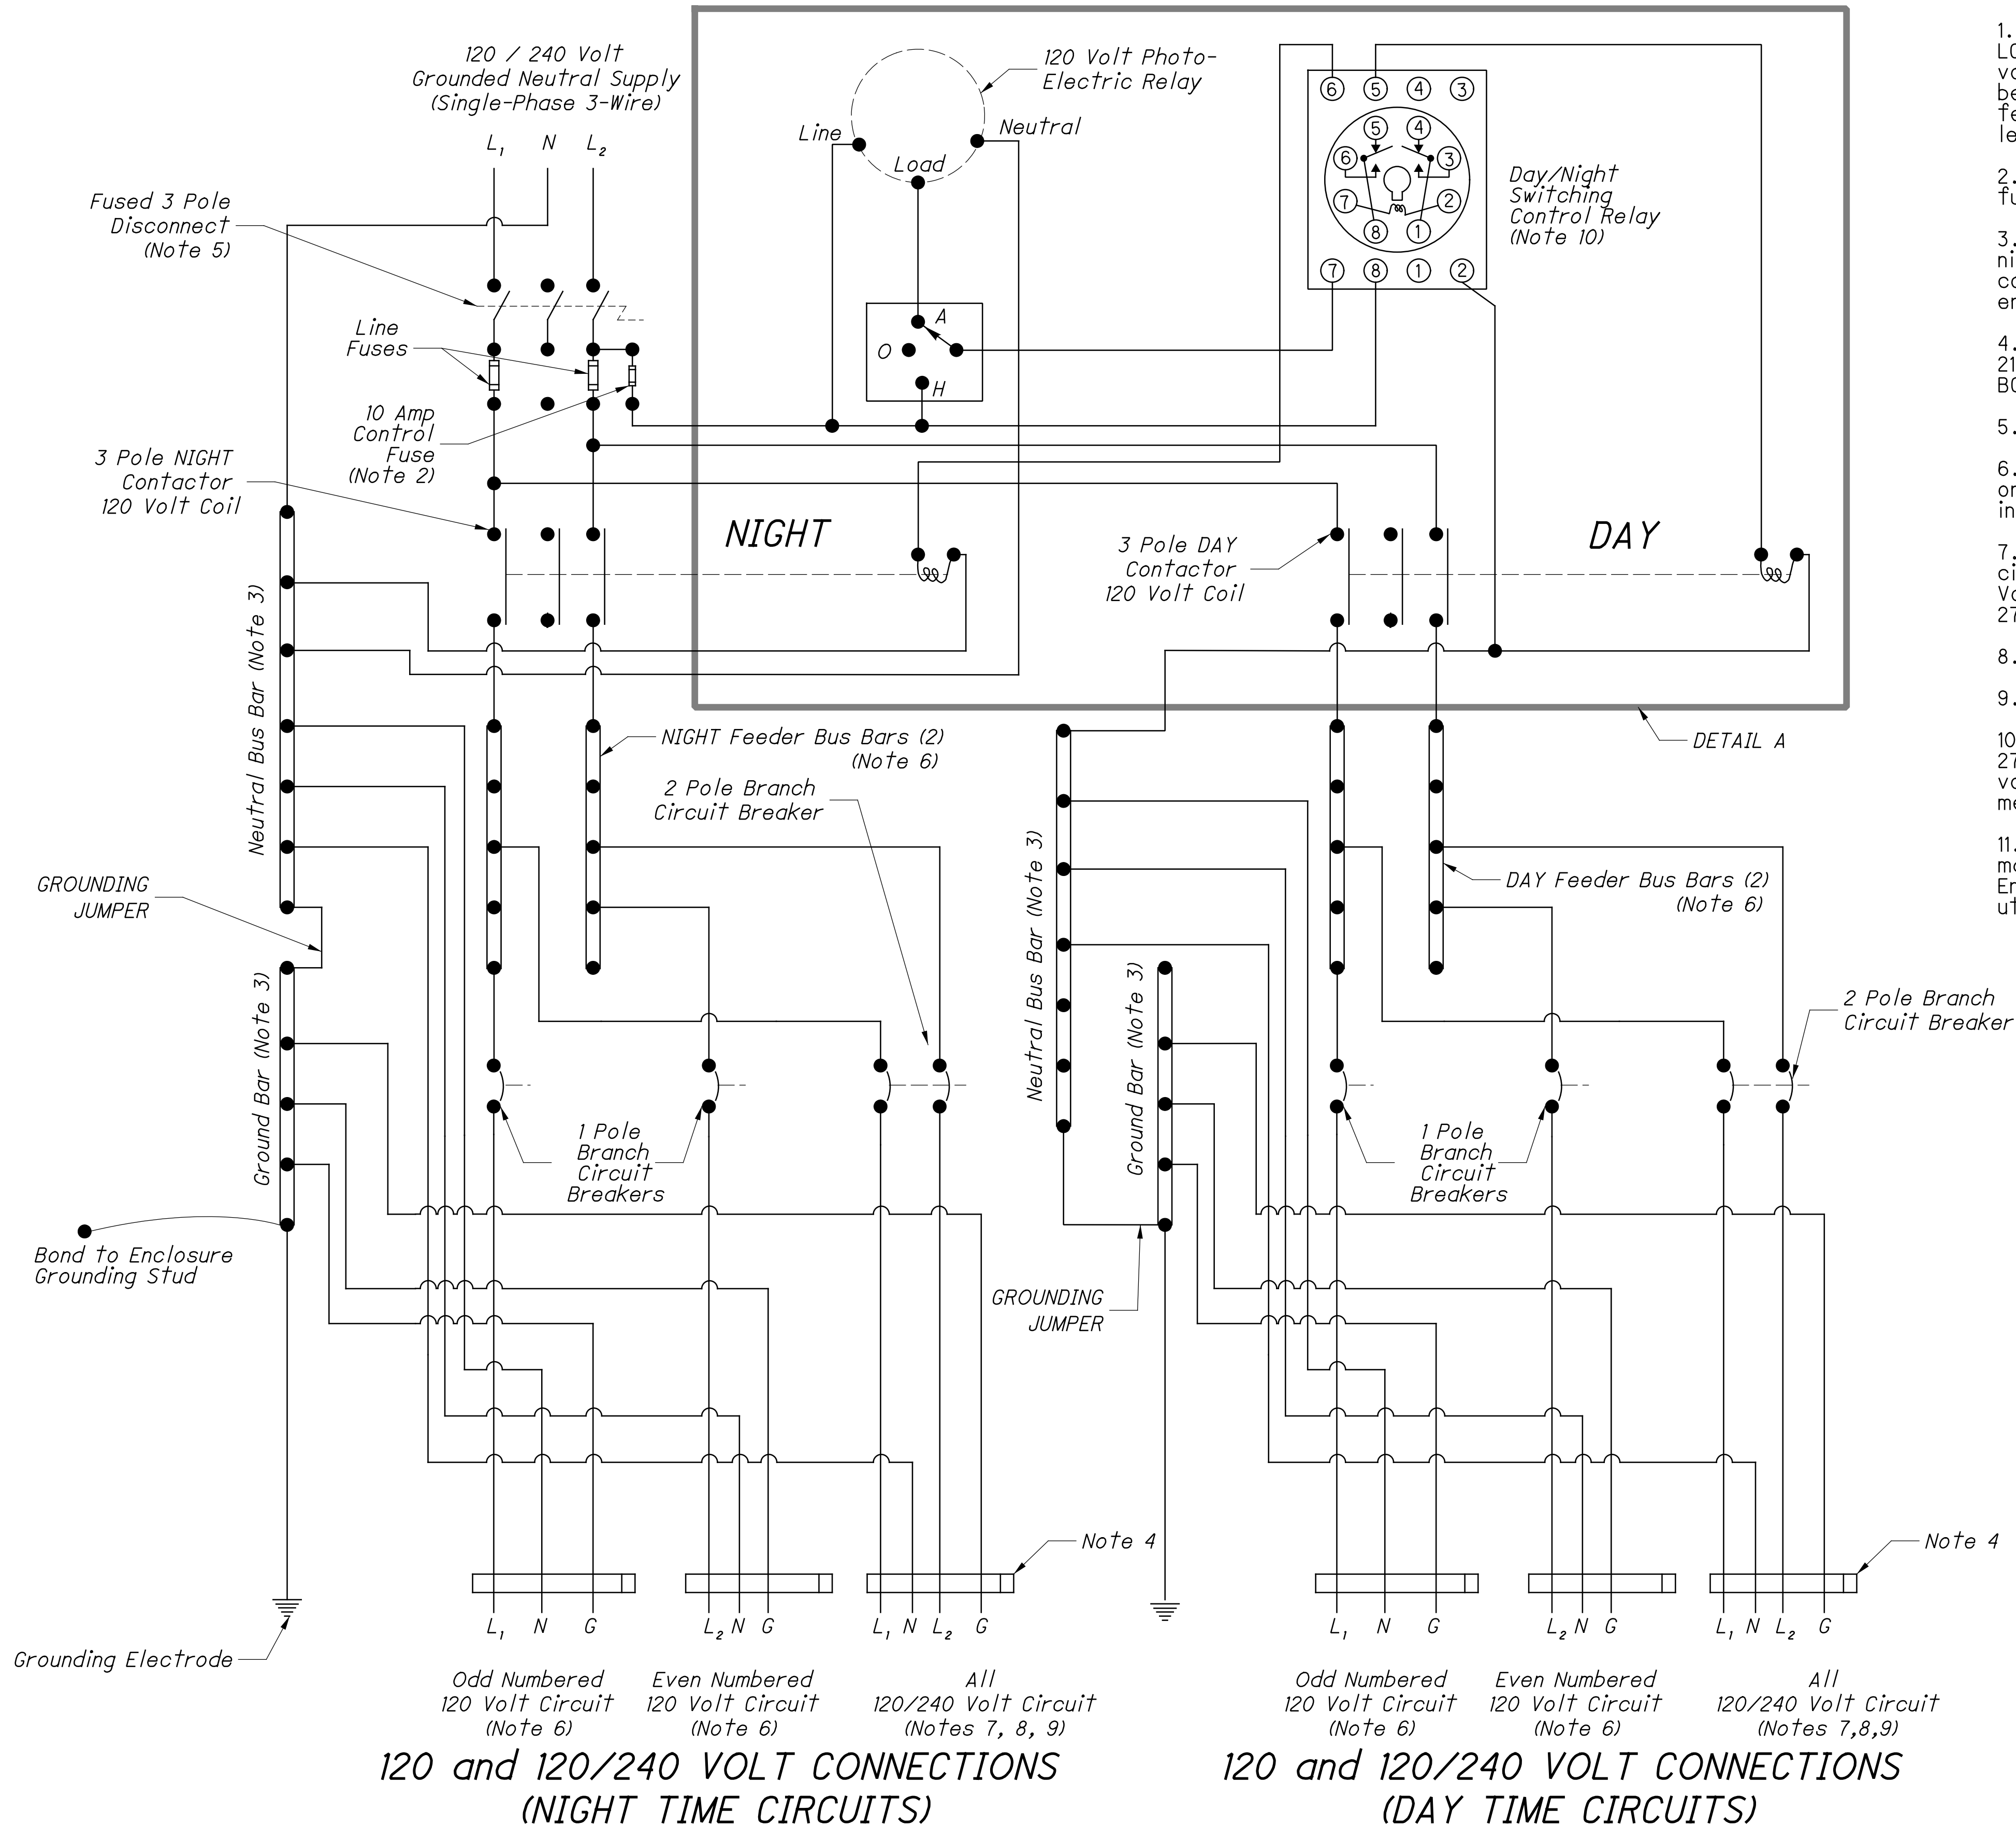 120 / 240 Volt
Grounded Neutral Supply
(Single-Phase 3-Wire)
L₁ N L₂
Fused 3 Pole
Disconnect
(Note 5)
Line
Fuses
10 Amp
Control
Fuse
(Note 2)
3 Pole NIGHT
Contactor
120 Volt Coil
120 Volt Photo-
Electric Relay
Line
Neutral
Load
A
O
H
6 5 4 3
5 4
6 3
7 2
8 1
7 8 1 2
Day/Night
Switching
Control Relay
(Note 10)
NIGHT
3 Pole DAY
Contactor
120 Volt Coil
DAY
DETAIL A
Neutral Bus Bar (Note 3)
NIGHT Feeder Bus Bars (2)
(Note 6)
2 Pole Branch
Circuit Breaker
GROUNDING
JUMPER
Ground Bar (Note 3)
1 Pole
Branch
Circuit
Breakers
Bond to Enclosure
Grounding Stud
Grounding Electrode
Note 4
L₁ N G
L₂ N G
L₁ N L₂ G
Odd Numbered
120 Volt Circuit
(Note 6)
Even Numbered
120 Volt Circuit
(Note 6)
All
120/240 Volt Circuit
(Notes 7, 8, 9)
120 and 120/240 VOLT CONNECTIONS
(NIGHT TIME CIRCUITS)
Neutral Bus Bar (Note 3)
Ground Bar (Note 3)
DAY Feeder Bus Bars (2)
(Note 6)
2 Pole Branch
Circuit Breaker
1 Pole
Branch
Circuit
Breakers
GROUNDING
JUMPER
Note 4
L₁ N G
L₂ N G
L₁ N L₂ G
Odd Numbered
120 Volt Circuit
(Note 6)
Even Numbered
120 Volt Circuit
(Note 6)
All
120/240 Volt Circuit
(Notes 7,8,9)
120 and 120/240 VOLT CONNECTIONS
(DAY TIME CIRCUITS)
1.
2.
3.
4.
5.
6.
7.
8.
9.
10
11.